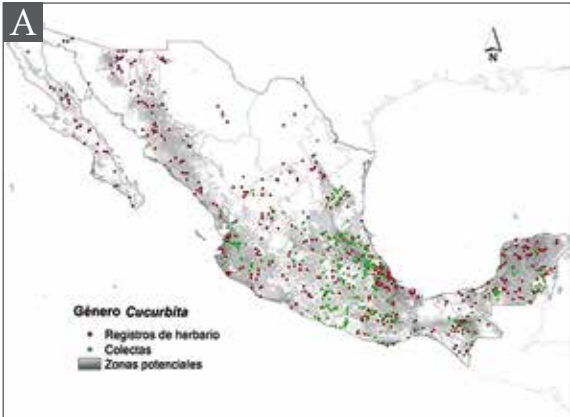 A
N
Género Cucurbita
Registros de herbario
Colectas
Zonas potenciales